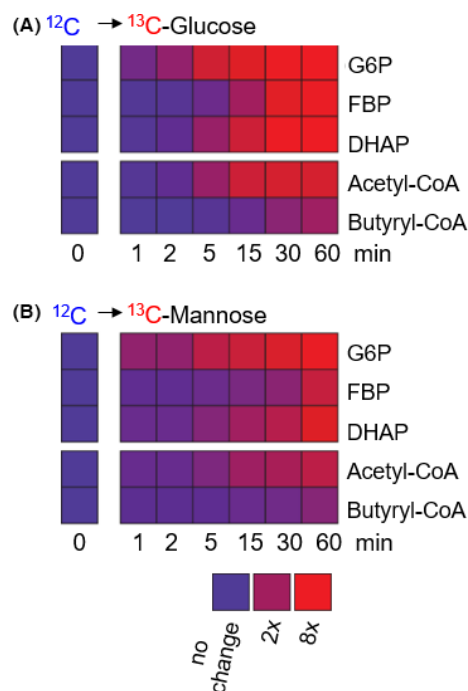 (A) ¹²C → ¹³C-Glucose
G6P
FBP
DHAP
Acetyl-CoA
Butyryl-CoA
0 1 2 5 15 30 60 min
(B) ¹²C → ¹³C-Mannose
G6P
FBP
DHAP
Acetyl-CoA
Butyryl-CoA
0 1 2 5 15 30 60 min
no change
2x
8x